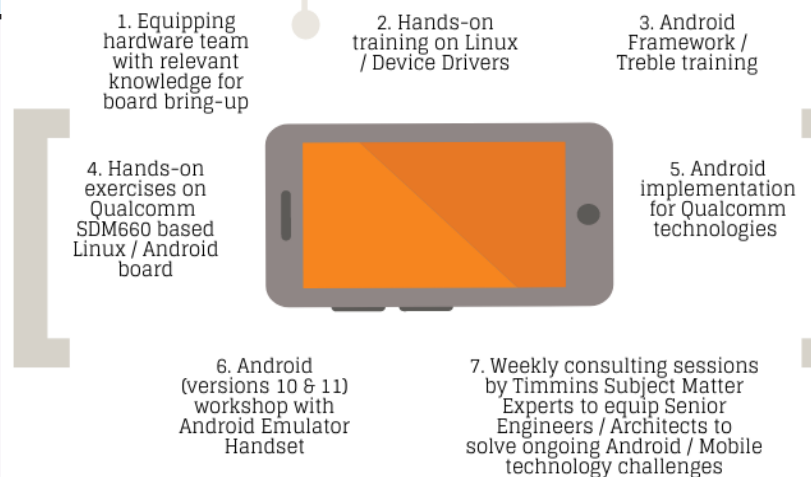 1. Equipping
hardware team
with relevant
knowledge for
board bring-up
2. Hands-on
training on Linux
/ Device Drivers
3. Android
Framework /
Treble training
4. Hands-on
exercises on
Qualcomm
SDM660 based
Linux / Android
board
5. Android
implementation
for Qualcomm
technologies
6. Android
(versions 10 & 11)
workshop with
Android Emulator
Handset
7. Weekly consulting sessions
by Timmins Subject Matter
Experts to equip Senior
Engineers / Architects to
solve ongoing Android / Mobile
technology challenges